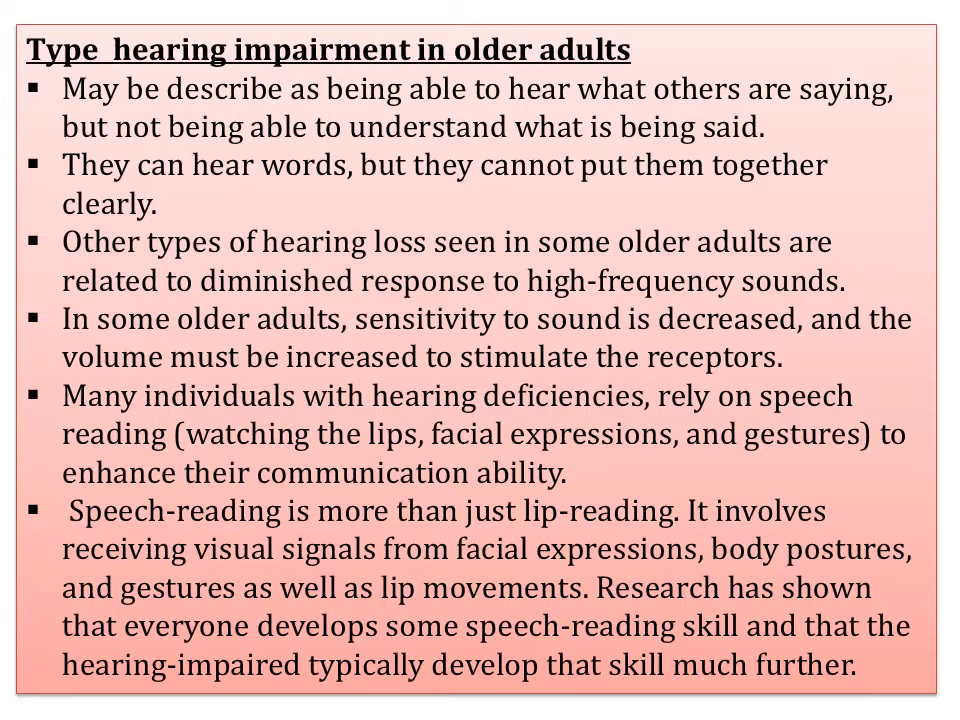 Type  hearing impairment in older adults
▪ May be describe as being able to hear what others are saying,
but not being able to understand what is being said.
▪ They can hear words, but they cannot put them together
clearly.
▪ Other types of hearing loss seen in some older adults are
related to diminished response to high-frequency sounds.
▪ In some older adults, sensitivity to sound is decreased, and the
volume must be increased to stimulate the receptors.
▪ Many individuals with hearing deficiencies, rely on speech
reading (watching the lips, facial expressions, and gestures) to
enhance their communication ability.
▪ Speech-reading is more than just lip-reading. It involves
receiving visual signals from facial expressions, body postures,
and gestures as well as lip movements. Research has shown
that everyone develops some speech-reading skill and that the
hearing-impaired typically develop that skill much further.